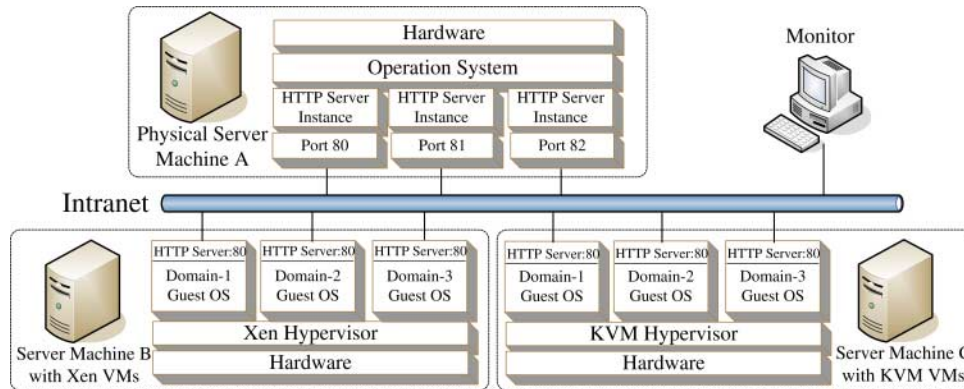 Hardware
Operation System
HTTP Server Instance
HTTP Server Instance
HTTP Server Instance
Port 80
Port 81
Port 82
Physical Server
Machine A
Monitor
Intranet
HTTP Server:80
Domain-1
Guest OS
HTTP Server:80
Domain-2
Guest OS
HTTP Server:80
Domain-3
Guest OS
Xen Hypervisor
Hardware
Server Machine B
with Xen VMs
HTTP Server:80
Domain-1
Guest OS
HTTP Server:80
Domain-2
Guest OS
HTTP Server:80
Domain-3
Guest OS
KVM Hypervisor
Hardware
Server Machine C
with KVM VMs